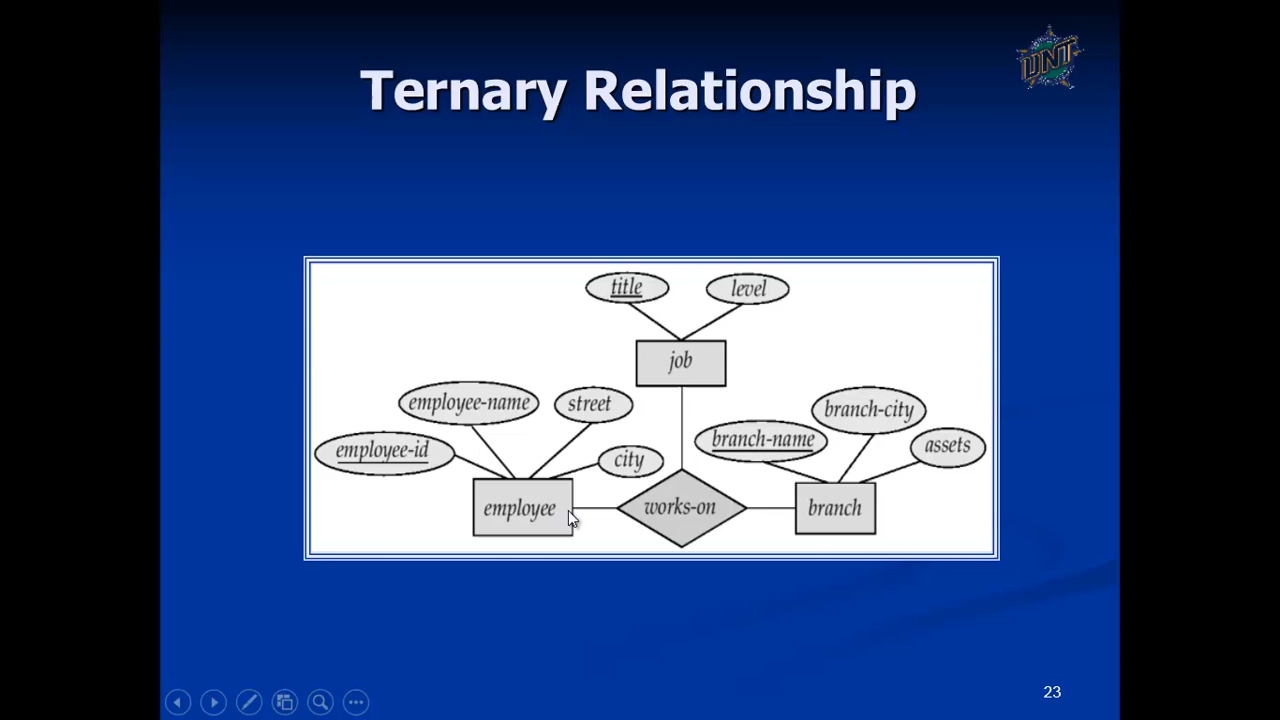 UNT
Ternary Relationship
title
level
job
employee-name
street
branch-city
employee-id
city
branch-name
assets
employee
works-on
branch
23